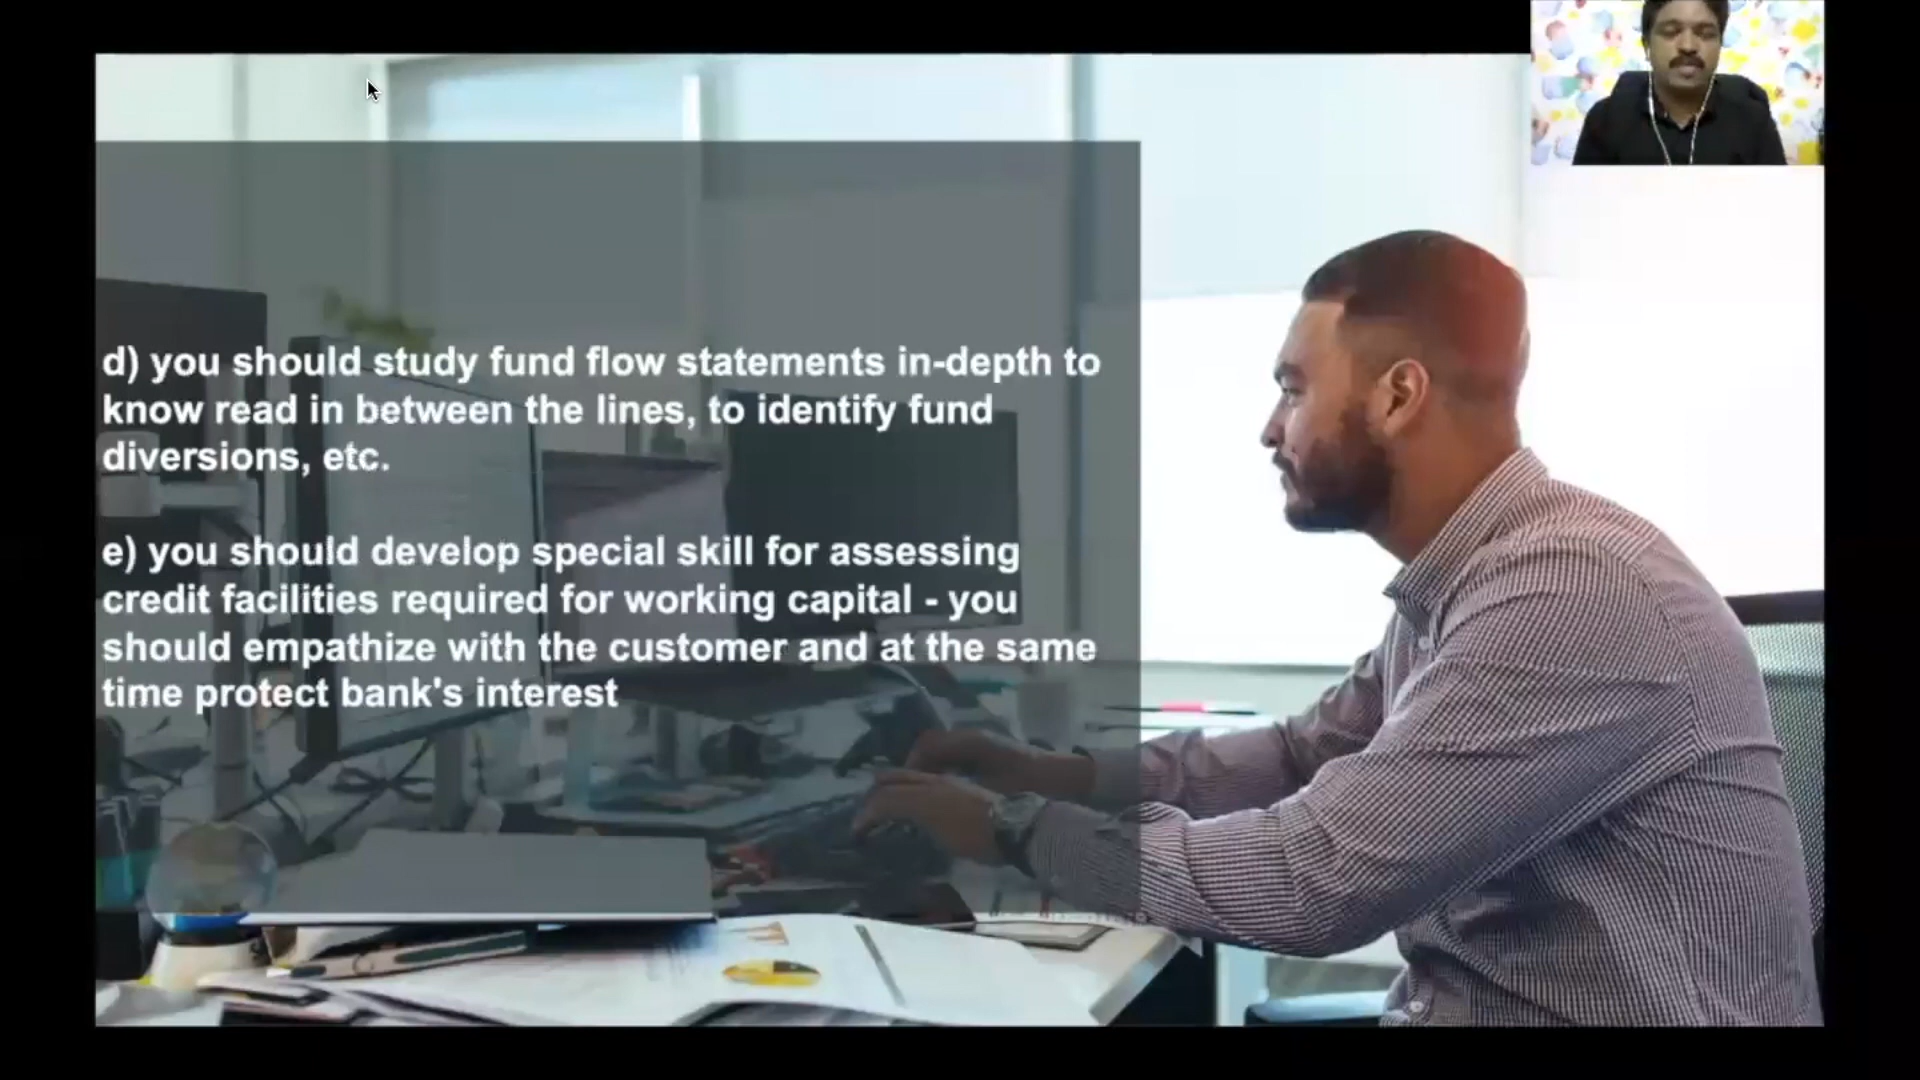 d) you should study fund flow statements in-depth to
know read in between the lines, to identify fund
diversions, etc.
e) you should develop special skill for assessing
credit facilities required for working capital - you
should empathize with the customer and at the same
time protect bank's interest